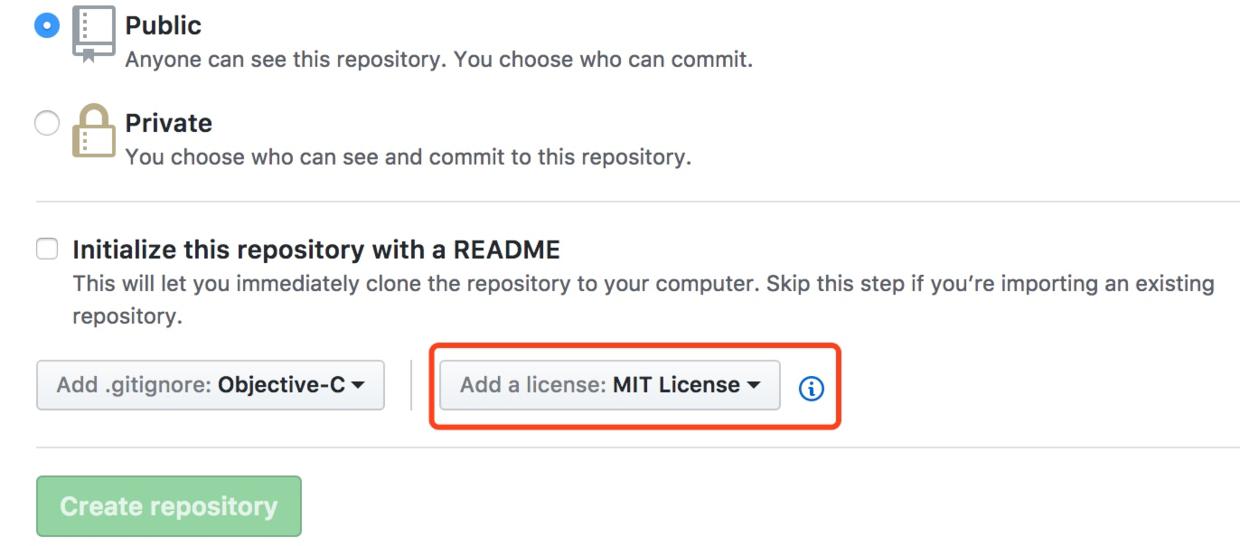 Public
Anyone can see this repository. You choose who can commit.
Private
You choose who can see and commit to this repository.
Initialize this repository with a README
This will let you immediately clone the repository to your computer. Skip this step if you’re importing an existing
repository.
Add .gitignore: Objective-C Add a license: MIT License
Create repository